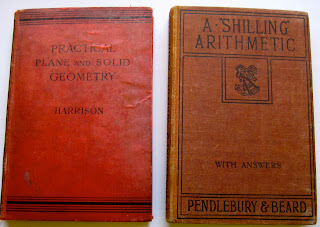 PRACTICAL
PLANE AND SOLID
GEOMETRY
HARRISON
A "SHILLING"
ARITHMETIC
WITH ANSWERS
PENDLEBURY & BEARD